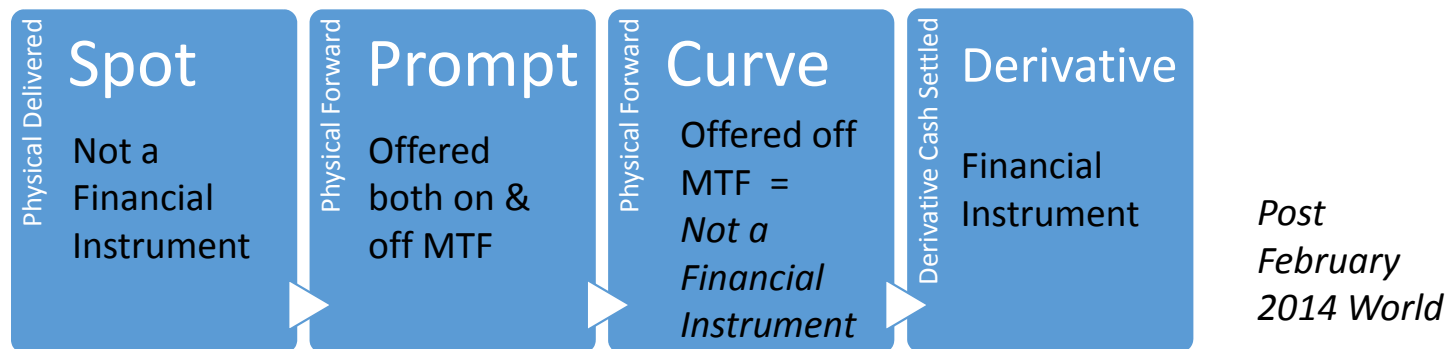 Physical Delivered
Spot
Not a
Financial
Instrument
Physical Forward
Prompt
Offered
both on &
off MTF
Physical Forward
Curve
Offered off
MTF =
Not a
Financial
Instrument
Derivative Cash Settled
Derivative
Financial
Instrument
Post
February
2014 World